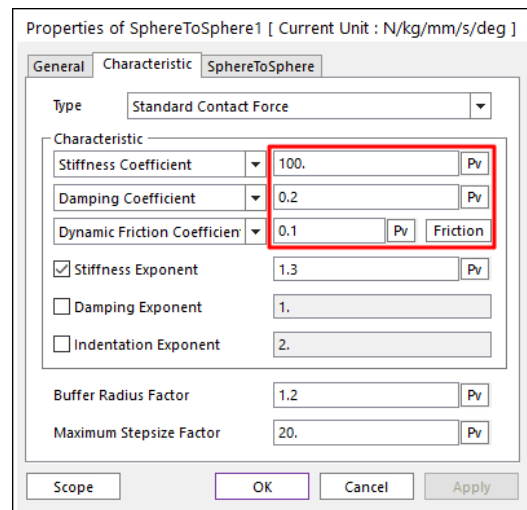 Properties of SphereToSphere1 [ Current Unit : N/kg/mm/s/deg ]
General Characteristic SphereToSphere
Type Standard Contact Force
Characteristic
Stiffness Coefficient 100. Pv
Damping Coefficient 0.2 Pv
Dynamic Friction Coefficien 0.1 Pv Friction
Stiffness Exponent 1.3 Pv
Damping Exponent 1.
Indentation Exponent 2.
Buffer Radius Factor 1.2 Pv
Maximum Stepsize Factor 20. Pv
Scope OK Cancel Apply